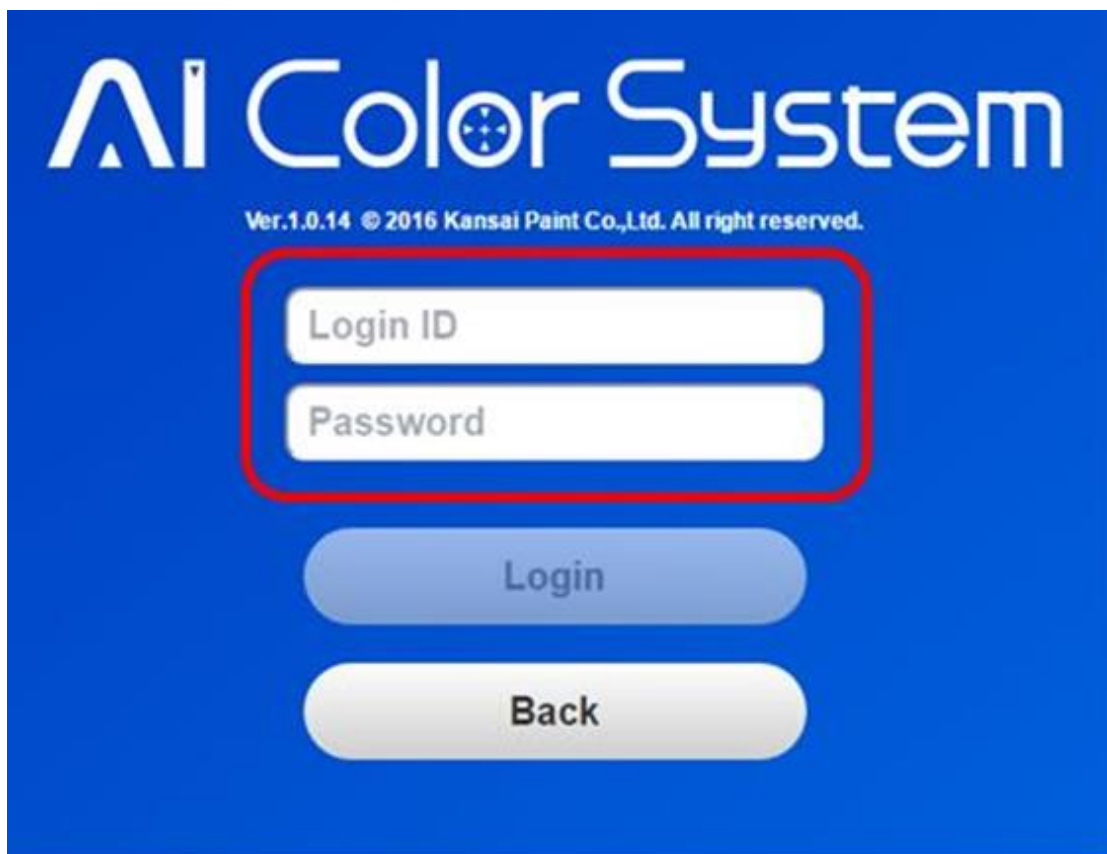 Ai Color System
Ver.1.0.14 © 2016 Kansai Paint Co.,Ltd. All right reserved.
Login ID
Password
Login
Back